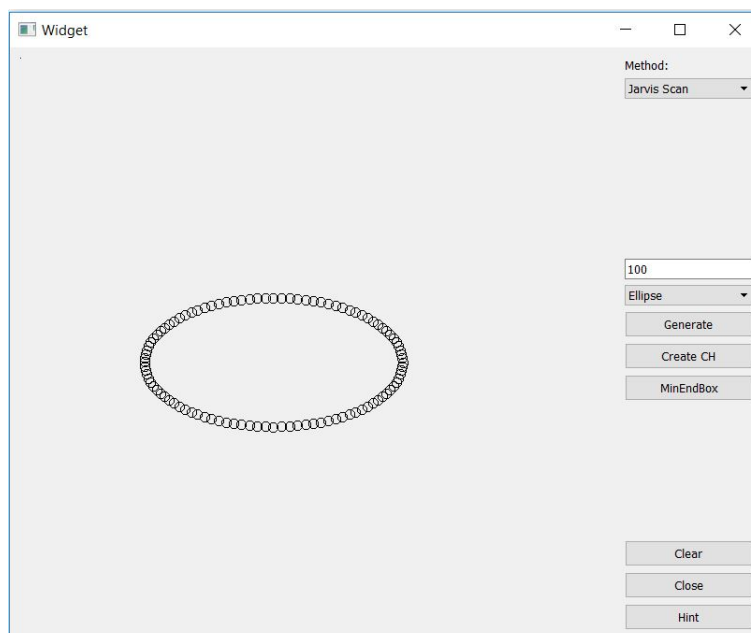 Widget
Method:
Jarvis Scan
100
Ellipse
Generate
Create CH
MinEndBox
Clear
Close
Hint